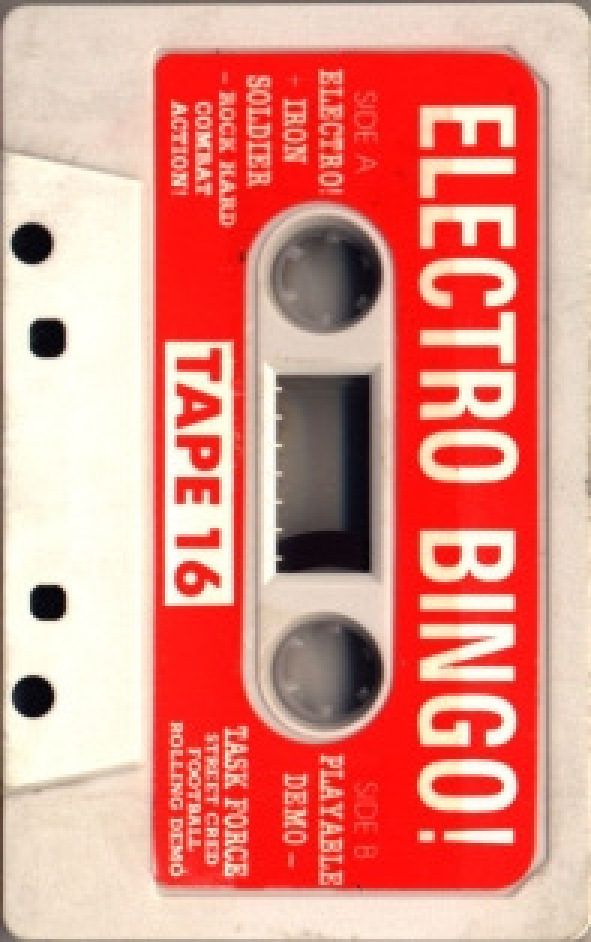 ELECTRO BINGO!
SIDE A
ELECTRO!
+ IRON
SOLDIER
- ROCK HARD
COMBAT
ACTION!
TAPE 16
SIDE B
PLAYABLE
DEMO -
TASK FORCE
STREET CRED
FOOTBALL
ROLLING DEMO